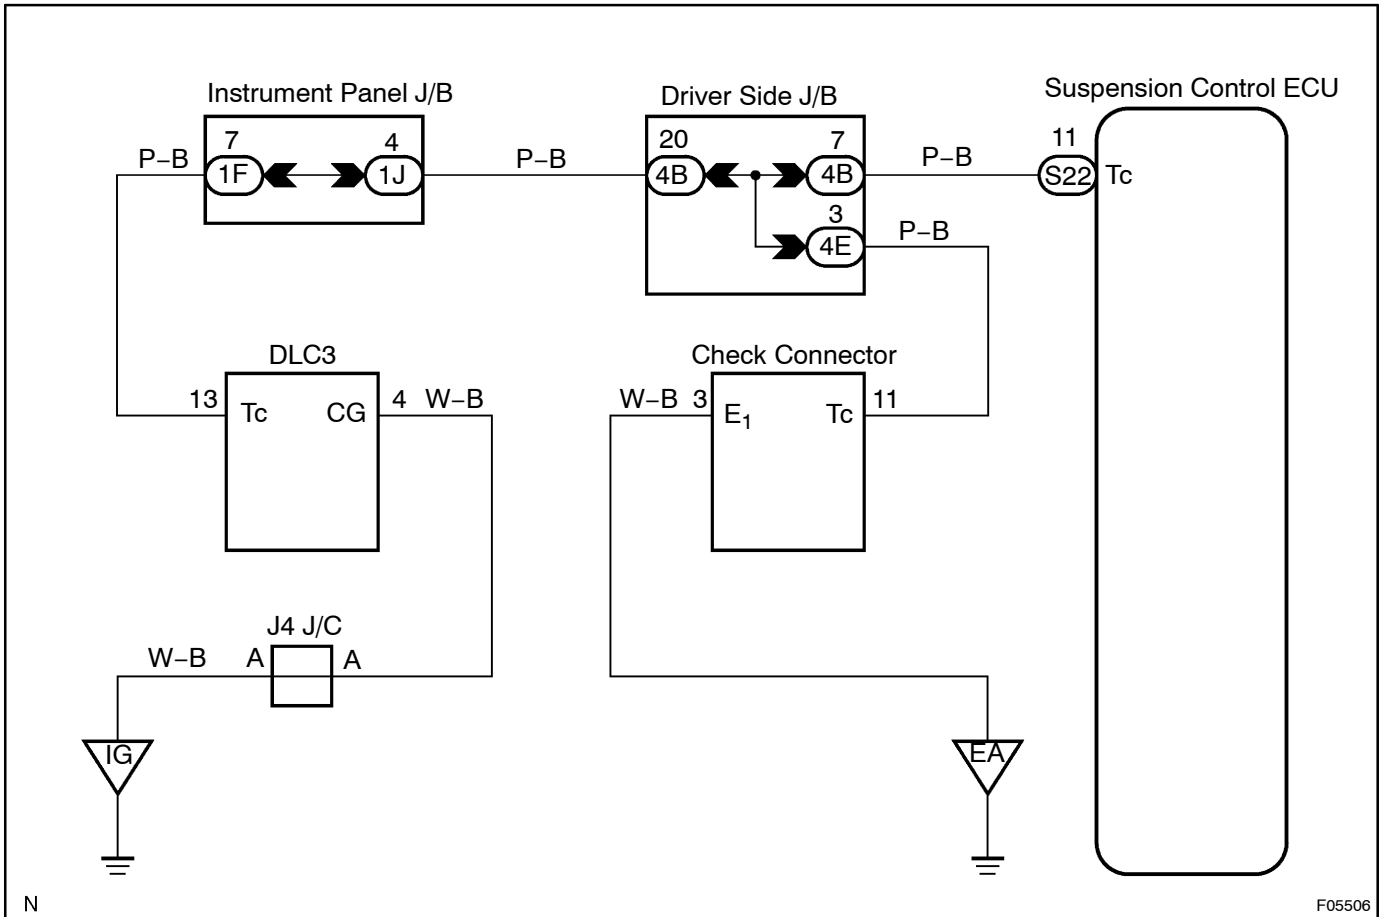 Instrument Panel J/B
Driver Side J/B
Suspension Control ECU
7
4
20
7
11
P–B
1F
1J
P–B
4B
4B
P–B
S22
Tc
3
4E
P–B
DLC3
Check Connector
13
Tc
CG
4
W–B
W–B
3
E1
Tc
11
J4 J/C
W–B
A
A
IG
EA
N
F05506